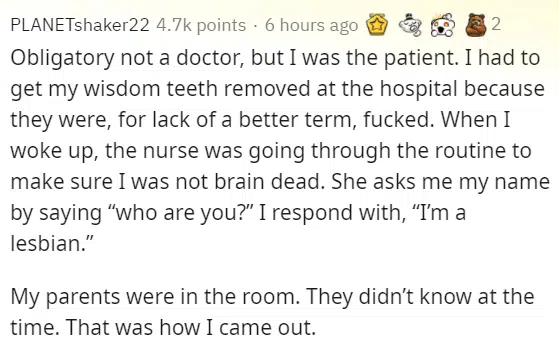 PLANETshaker22 4.7k points · 6 hours ago 2
Obligatory not a doctor, but I was the patient. I had to
get my wisdom teeth removed at the hospital because
they were, for lack of a better term, fucked. When I
woke up, the nurse was going through the routine to
make sure I was not brain dead. She asks me my name
by saying “who are you?” I respond with, “I’m a
lesbian.”
My parents were in the room. They didn’t know at the
time. That was how I came out.